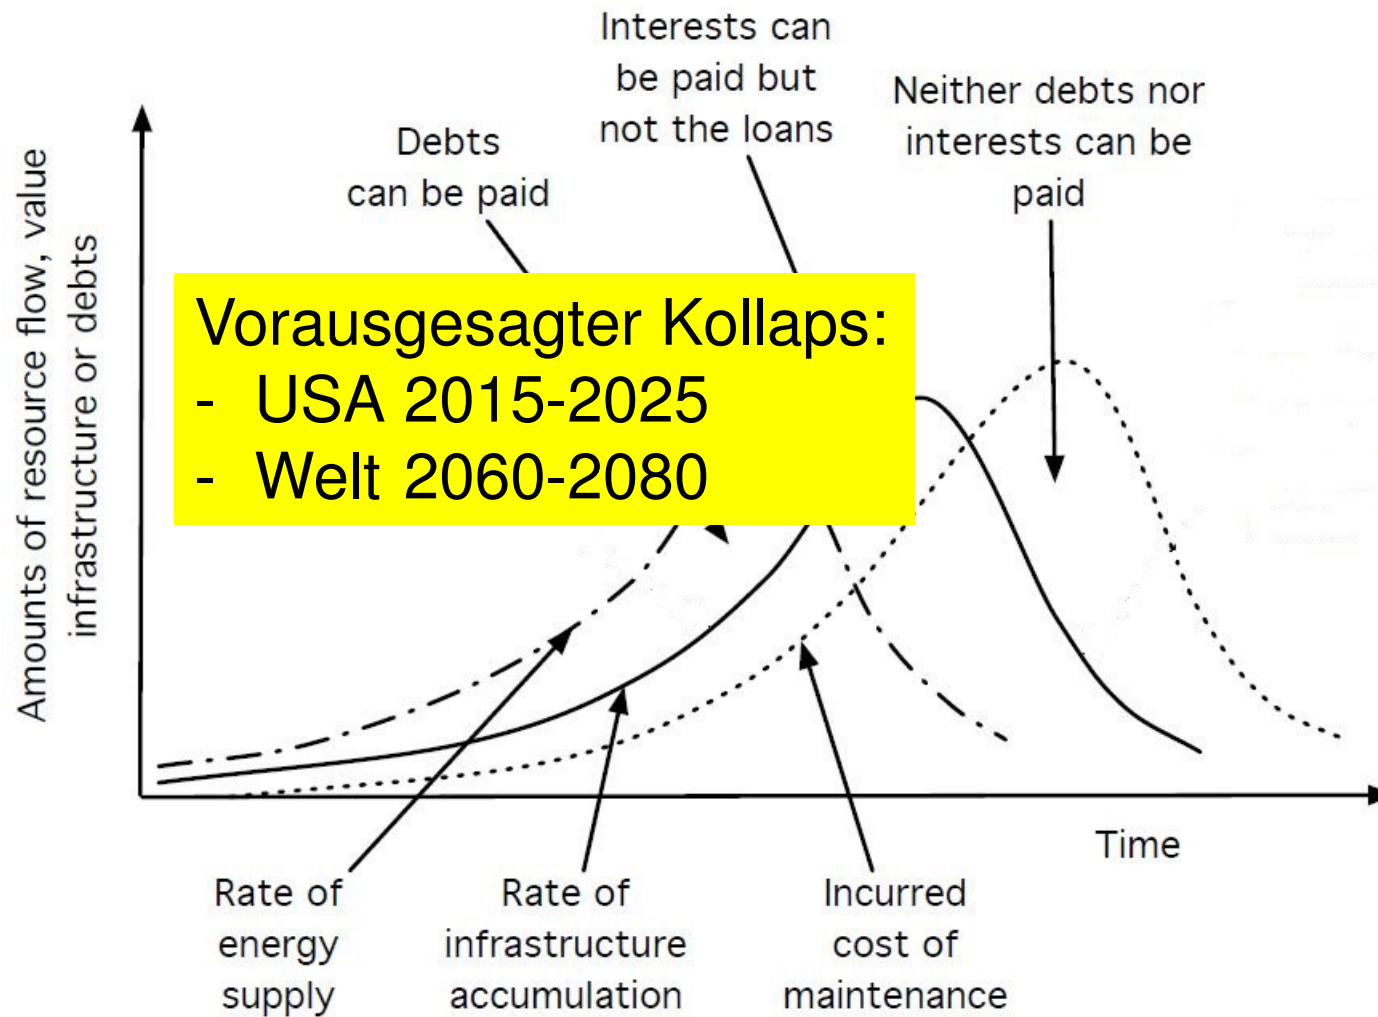 Interests can
be paid but
not the loans
Neither debts nor
interests can be
paid
Debts
can be paid
Amounts of resource flow, value
infrastructure or debts
Vorausgesagter Kollaps:
- USA 2015-2025
- Welt 2060-2080
Time
Rate of
energy
supply
Rate of
infrastructure
accumulation
Incurred
cost of
maintenance